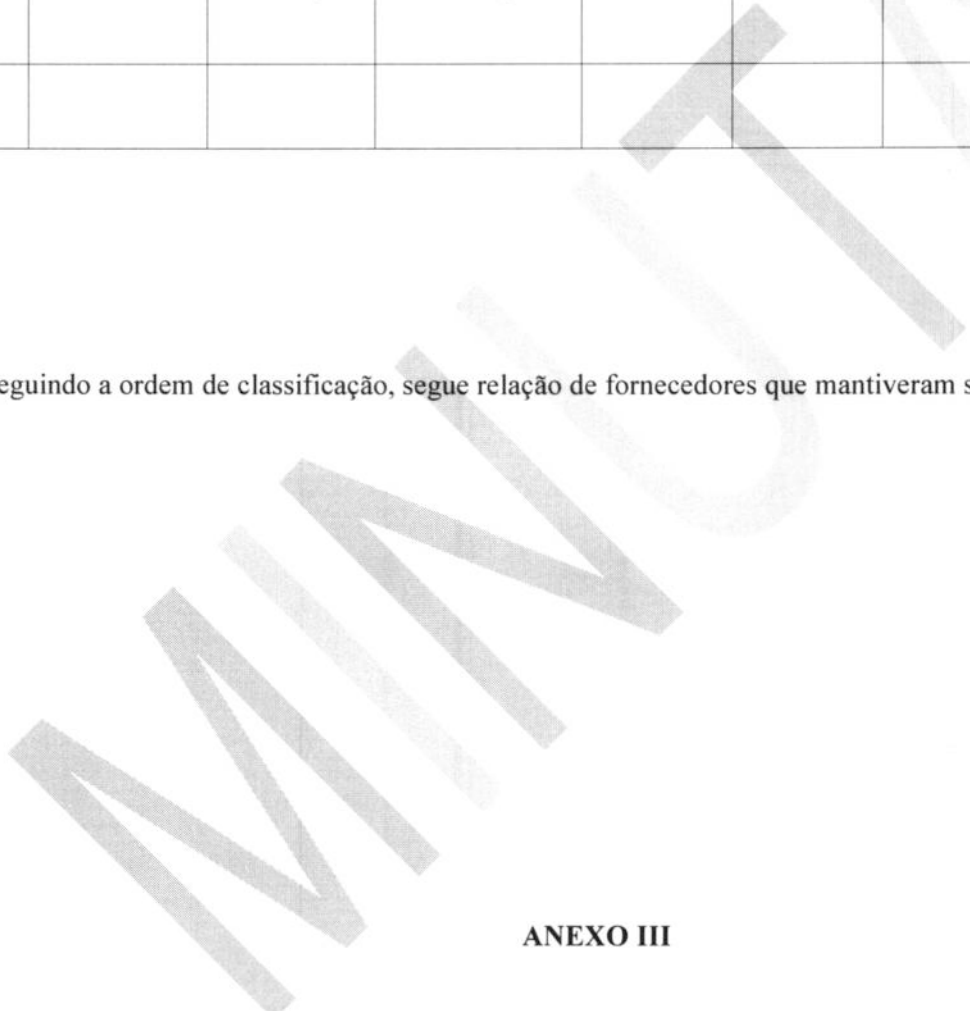 eguindo a ordem de classificação, segue relação de fornecedores que mantiveram s
MINUTA
ANEXO III